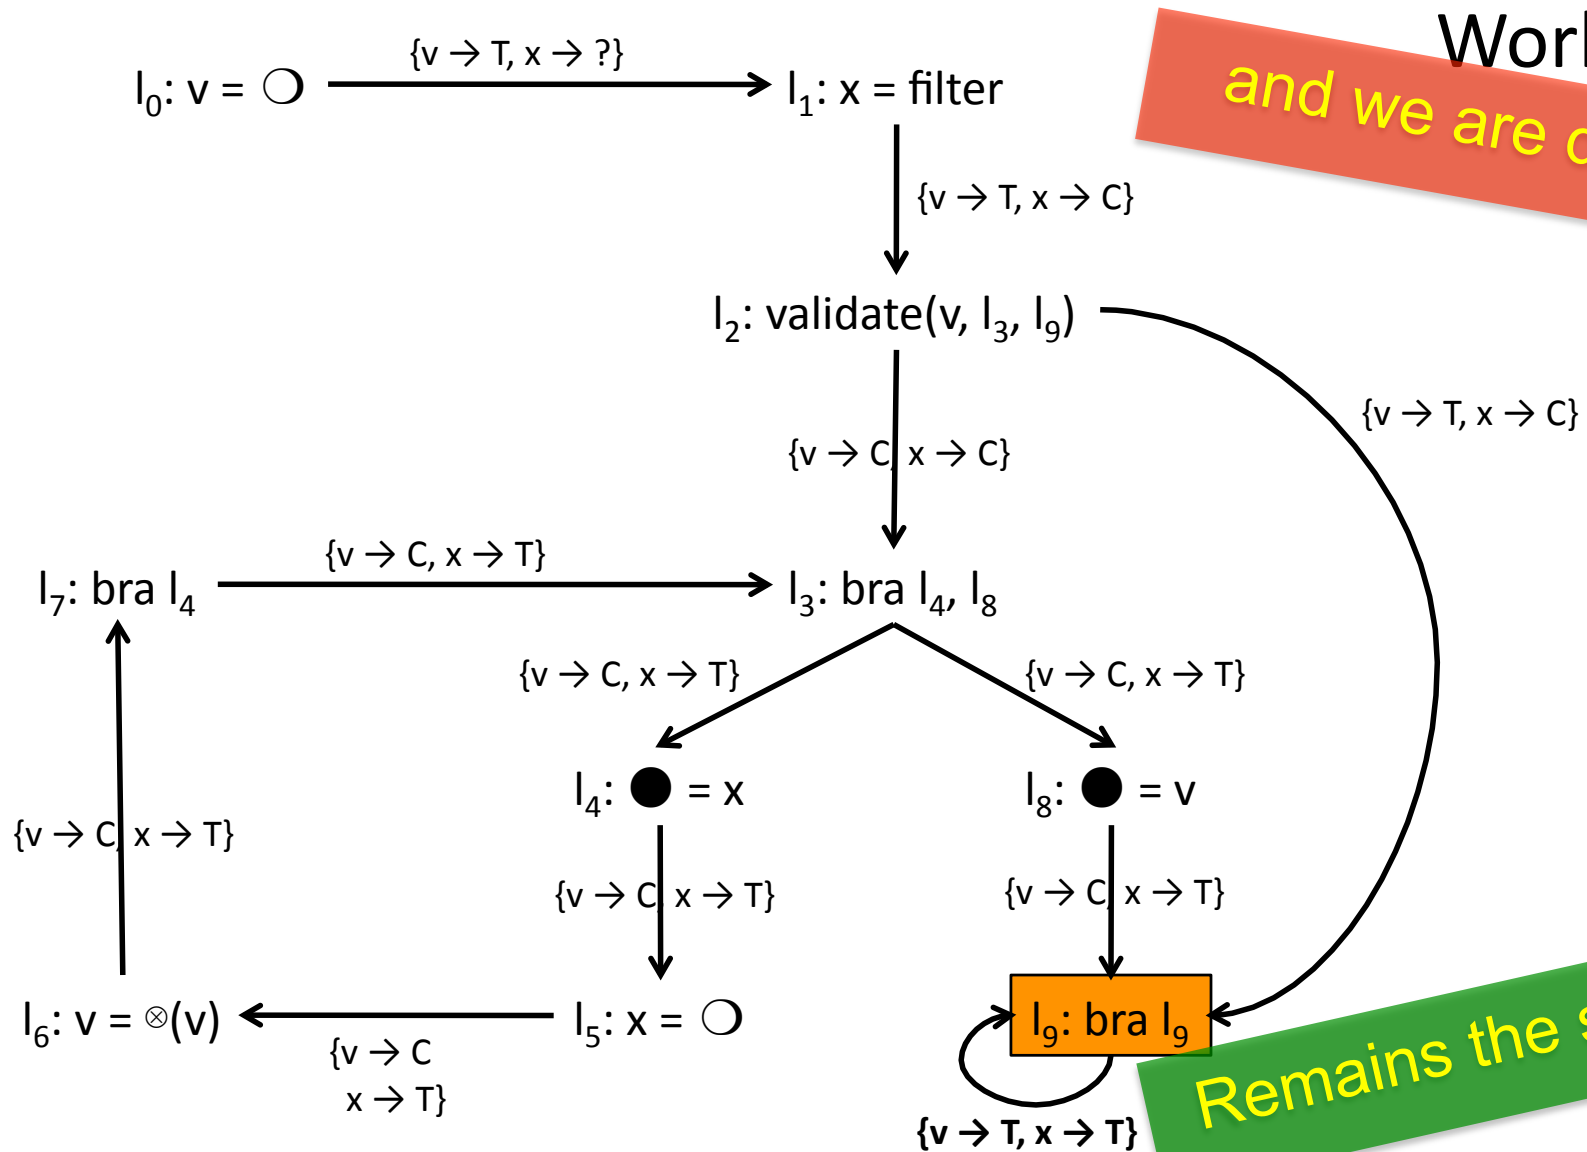 {v → T, x → ?}
l₀: v = ❍
l₁: x = filter
and we are
{v → T, x → C}
l₂: validate(v, l₃, l₉)
{v → T, x → C}
{v → C, x → C}
{v → C, x → T}
l₇: bra l₄
l₃: bra l₄, l₈
{v → C, x → T}
{v → C, x → T}
l₄: ● = x
l₈: ● = v
{v → C, x → T}
{v → C, x → T}
{v → C, x → T}
l₆: v = ⊗(v)
l₅: x = ❍
l₉: bra l₉
{v → C
x → T}
Remains the
{v → T, x → T}